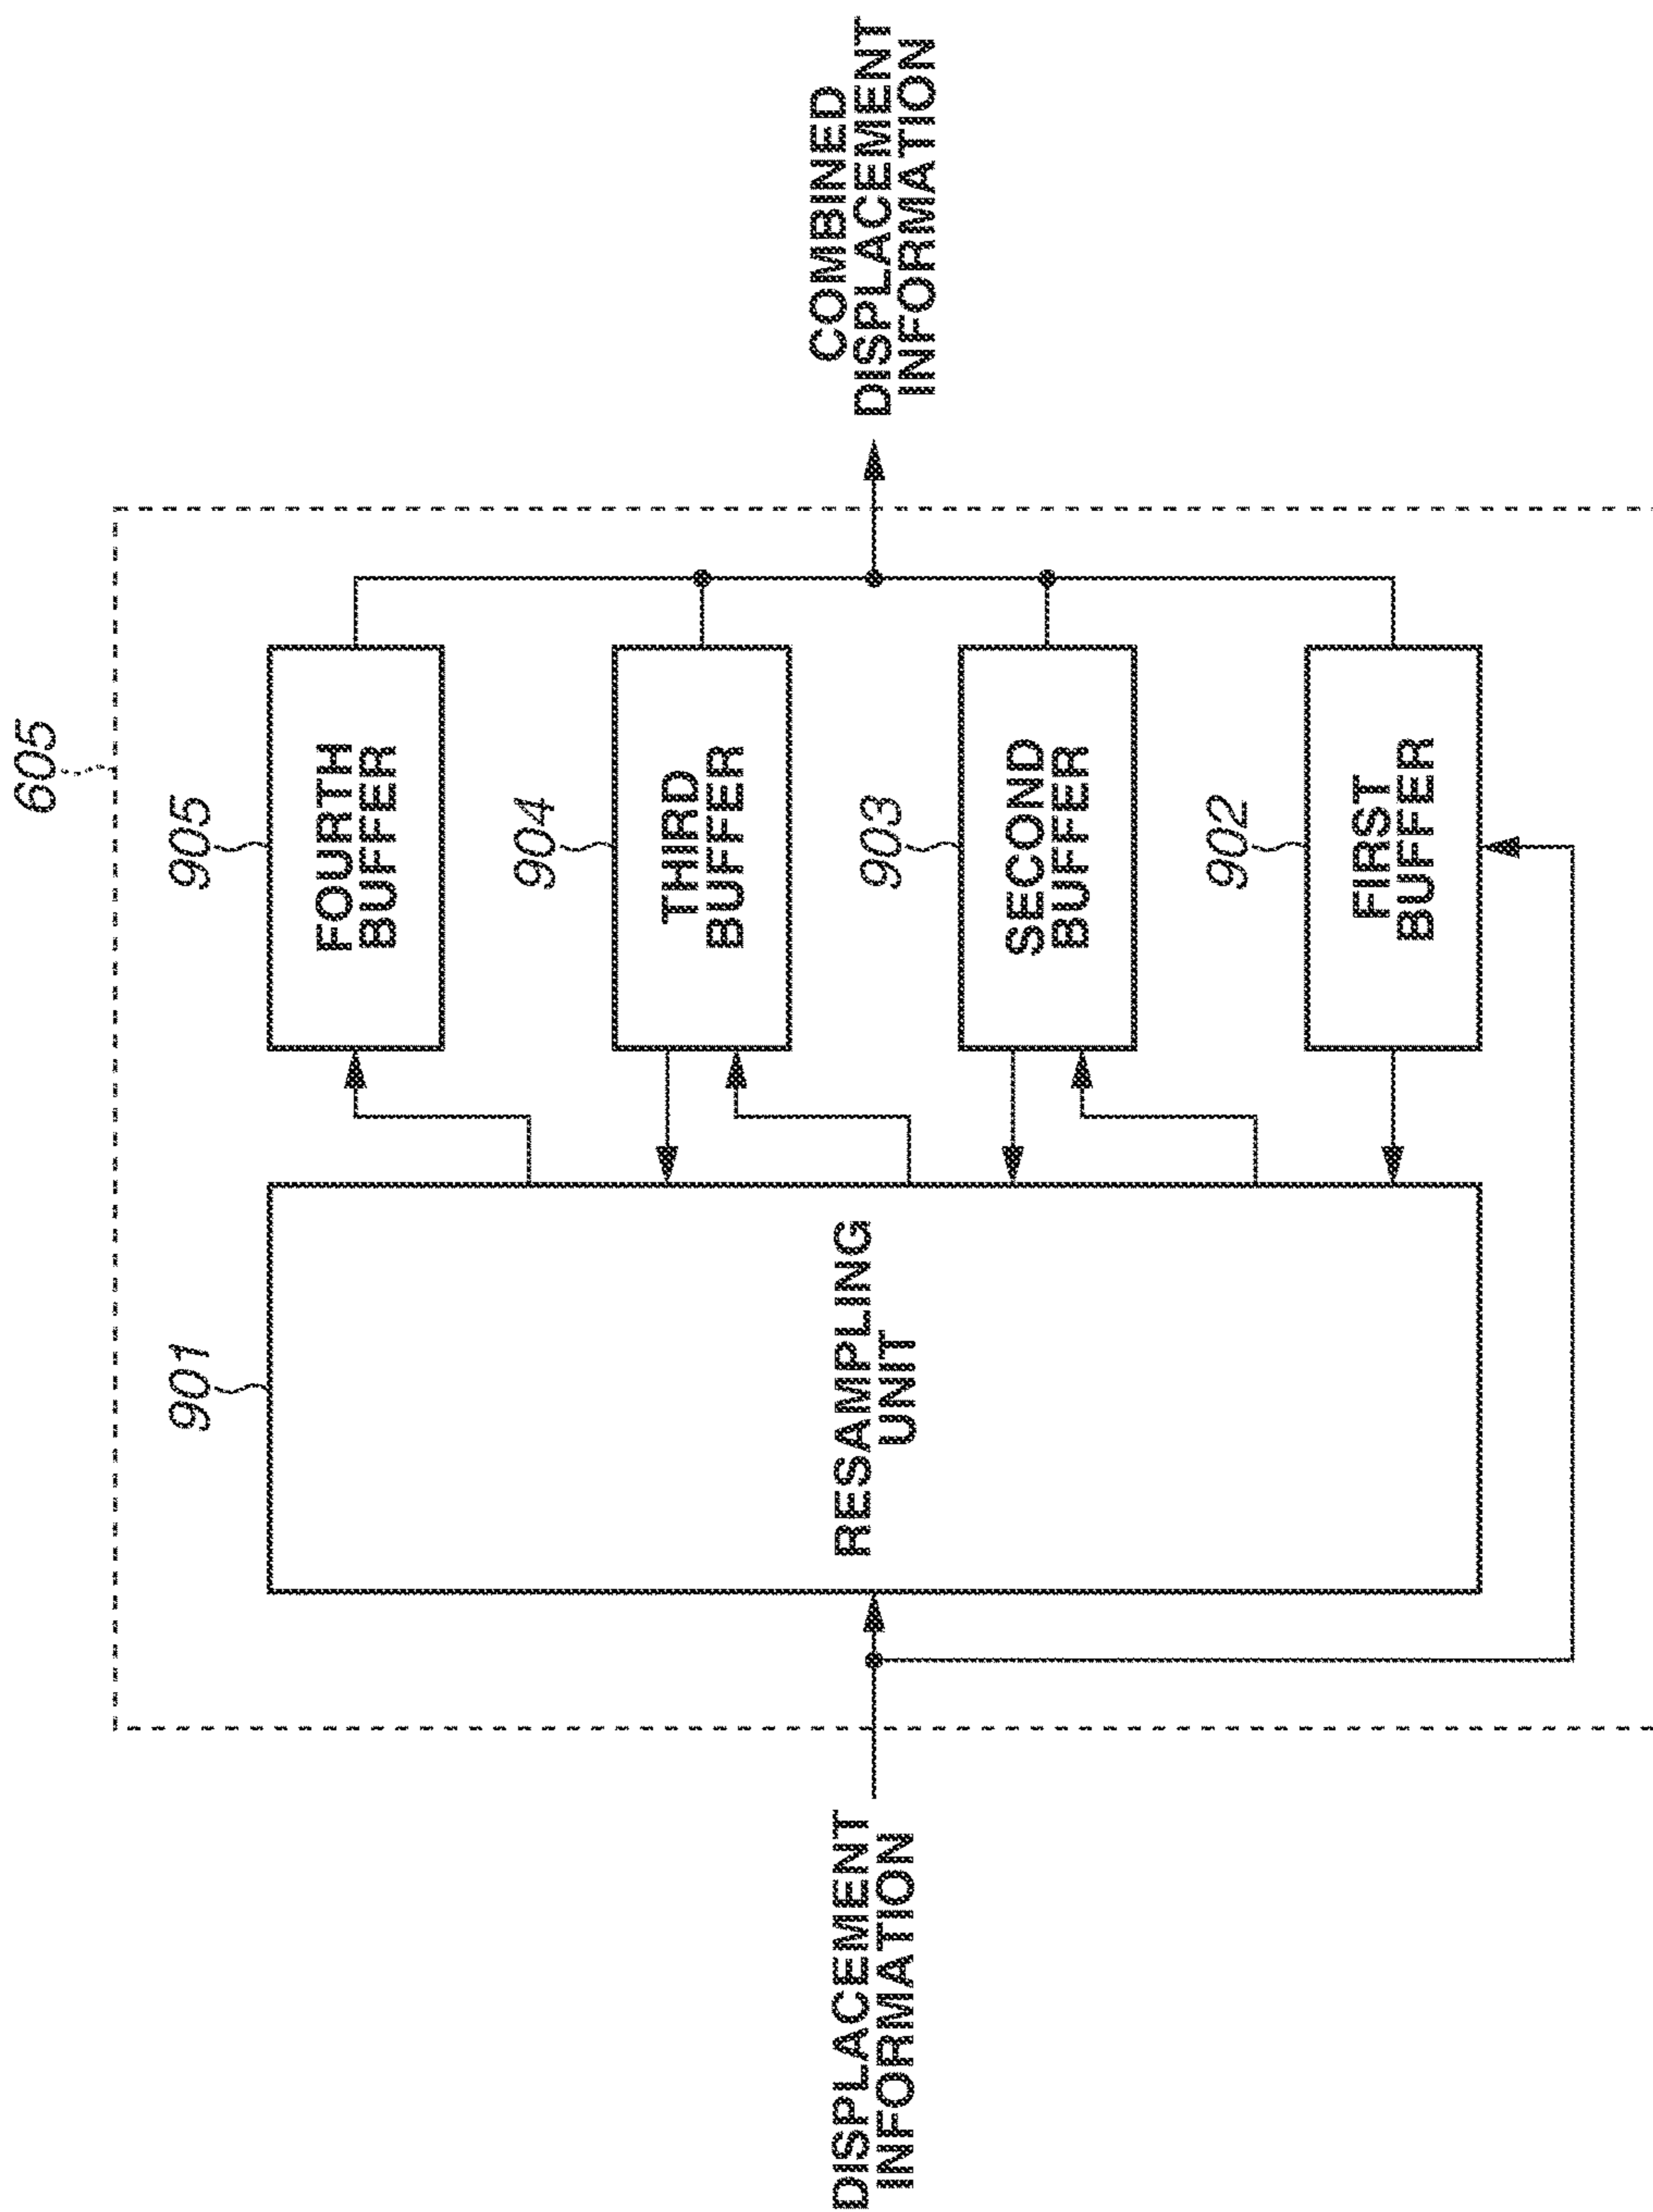 605
901
905
904
903
902
DISPLACEMENT
INFORMATION
RESAMPLING
UNIT
FOURTH
BUFFER
THIRD
BUFFER
SECOND
BUFFER
FIRST
BUFFER
COMBINED
DISPLACEMENT
INFORMATION